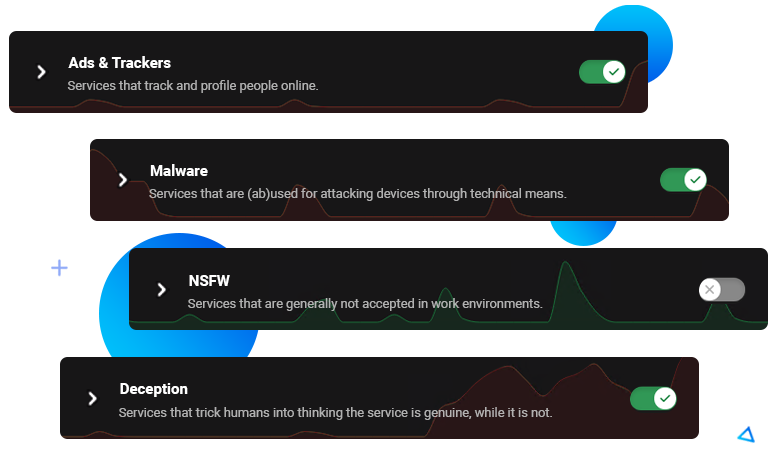 Ads & Trackers
Services that track and profile people online.
Malware
Services that are (ab)used for attacking devices through technical means.
NSFW
Services that are generally not accepted in work environments.
Deception
Services that trick humans into thinking the service is genuine, while it is not.